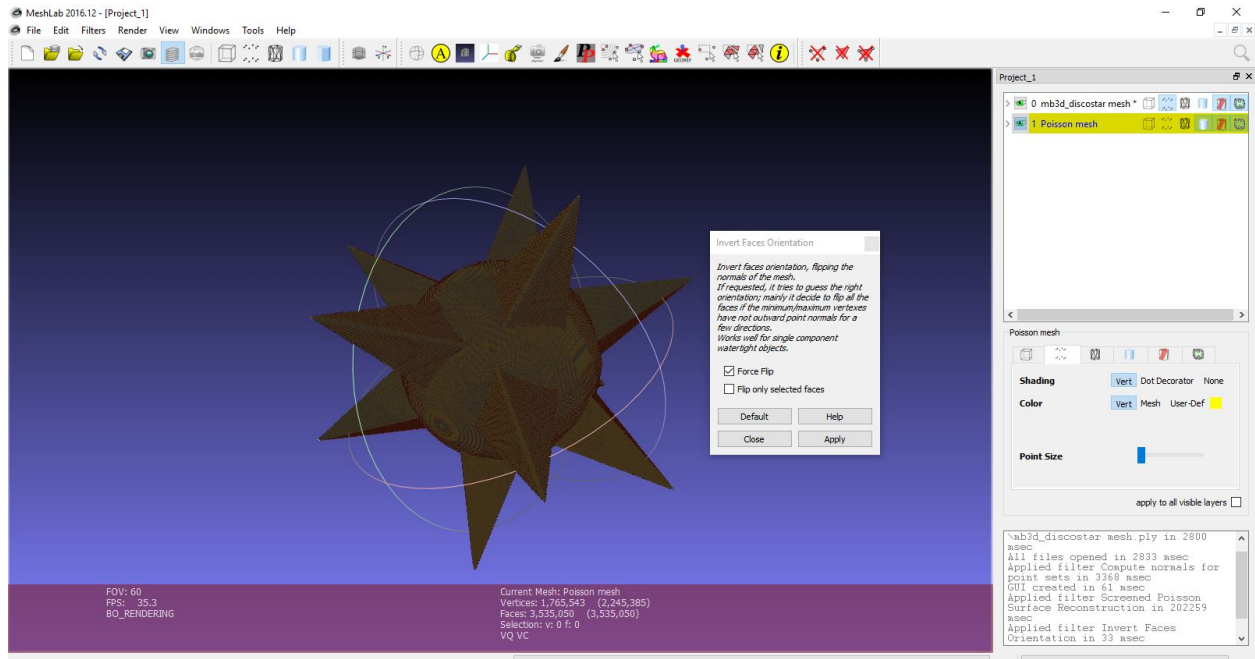 MeshLab 2016.12 - [Project_1]
File Edit Filters Render View Windows Tools Help
A
Pp
GEOREF
i
Project_1
0 mb3d_discostar mesh *
1 Poisson mesh
Invert Faces Orientation
Invert faces orientation, flipping the
normals of the mesh.
If requested, it tries to guess the right
orientation; mainly it decide to flip all the
faces if the minimum/maximum vertexes
have not outward point normals for a
few directions.
Works well for single component
watertight objects.
Force Flip
Flip only selected faces
Default Help
Close Apply
Poisson mesh
Shading Vert Dot Decorator None
Color Vert Mesh User-Def
Point Size
apply to all visible layers
\mb3d_discostar mesh.ply in 2800
msec
All files opened in 2833 msec
Applied filter Compute normals for
point sets in 3368 msec
GUI created in 61 msec
Applied filter Screened Poisson
Surface Reconstruction in 202259
msec
Applied filter Invert Faces
Orientation in 33 msec
FOV: 60
FPS: 35.3
BO_RENDERING
Current Mesh: Poisson mesh
Vertices: 1,765,543 (2,245,385)
Faces: 3,535,050 (3,535,050)
Selection: v: 0 f: 0
VQ VC